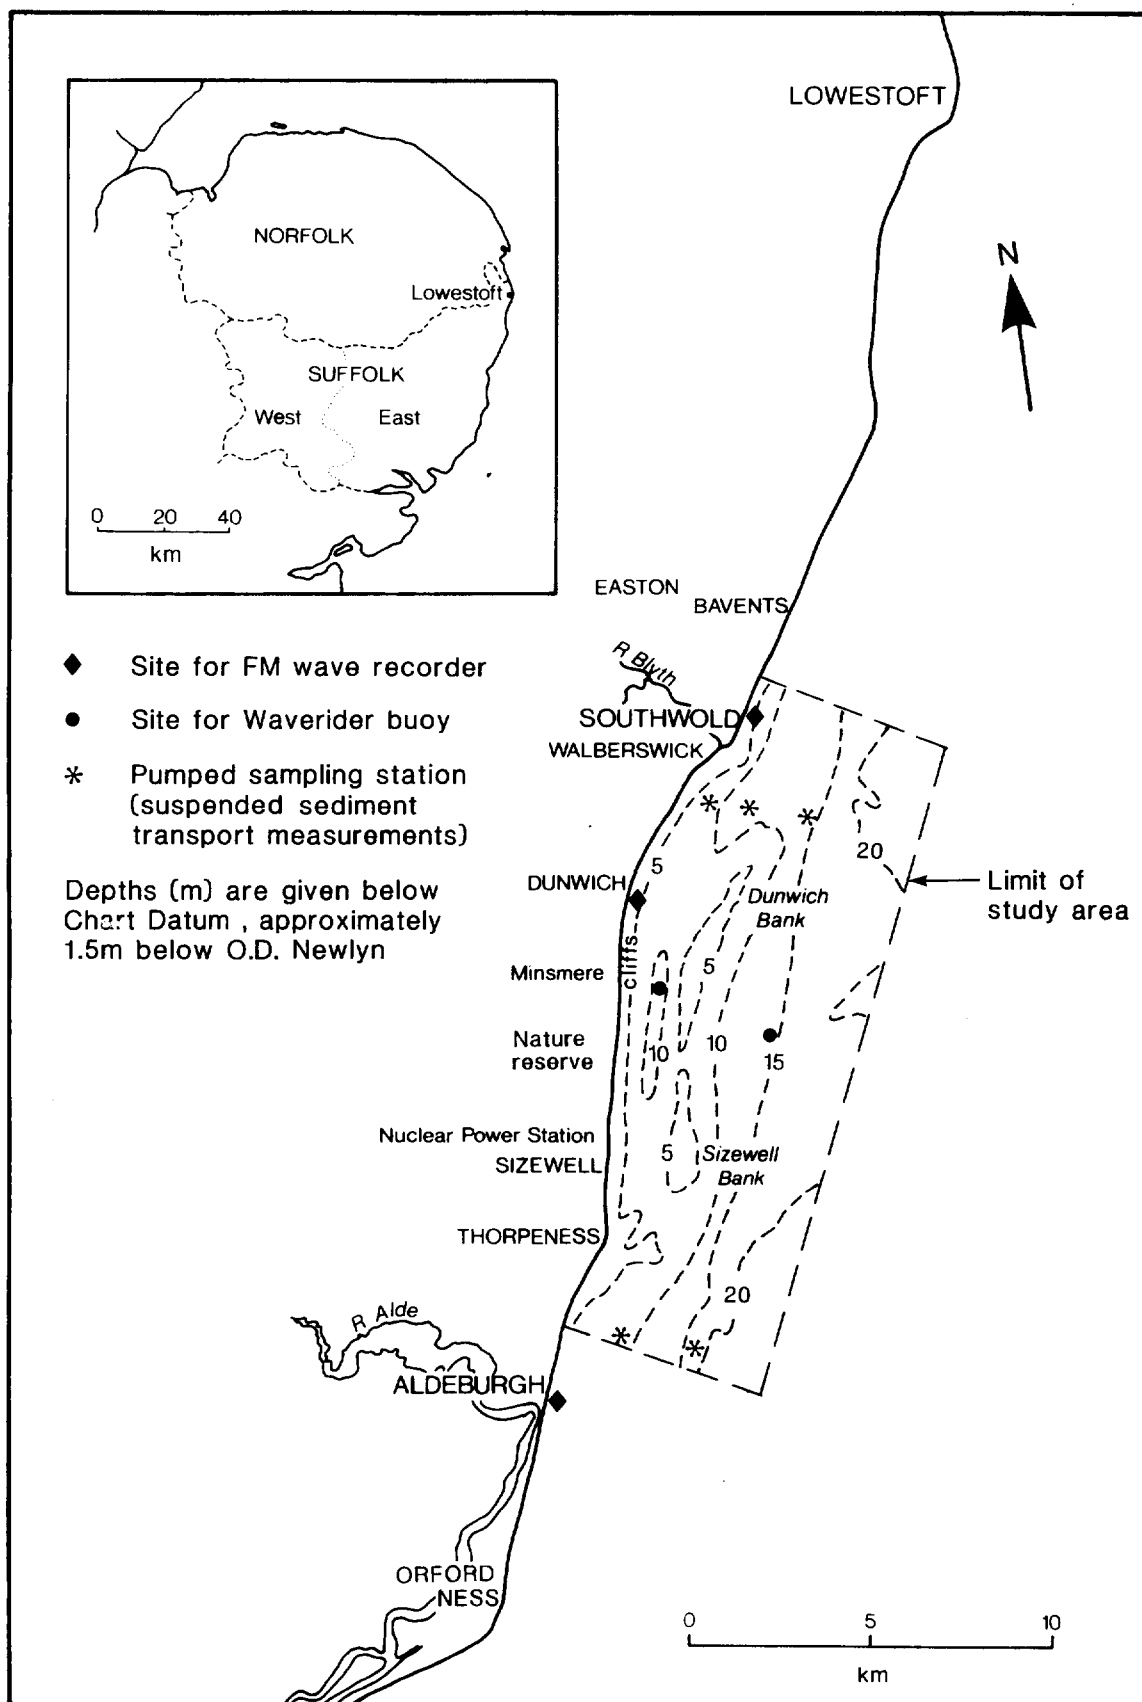 LOWESTOFT
N
NORFOLK
Lowestoft
SUFFOLK
West
East
0 20 40
km
EASTON
BAVENTS
R Blyth
SOUTHWOLD
WALBERSWICK
Site for FM wave recorder
Site for Waverider buoy
Pumped sampling station
(suspended sediment
transport measurements)
Depths (m) are given below
Chart Datum , approximately
1.5m below O.D. Newlyn
5
20
DUNWICH
Dunwich
Bank
Limit of
study area
cliffs
Minsmere
5
Nature
reserve
10
10
15
Nuclear Power Station
SIZEWELL
5
Sizewell
Bank
THORPENESS
20
R Alde
ALDEBURGH
ORFORD
NESS
0 5 10
km